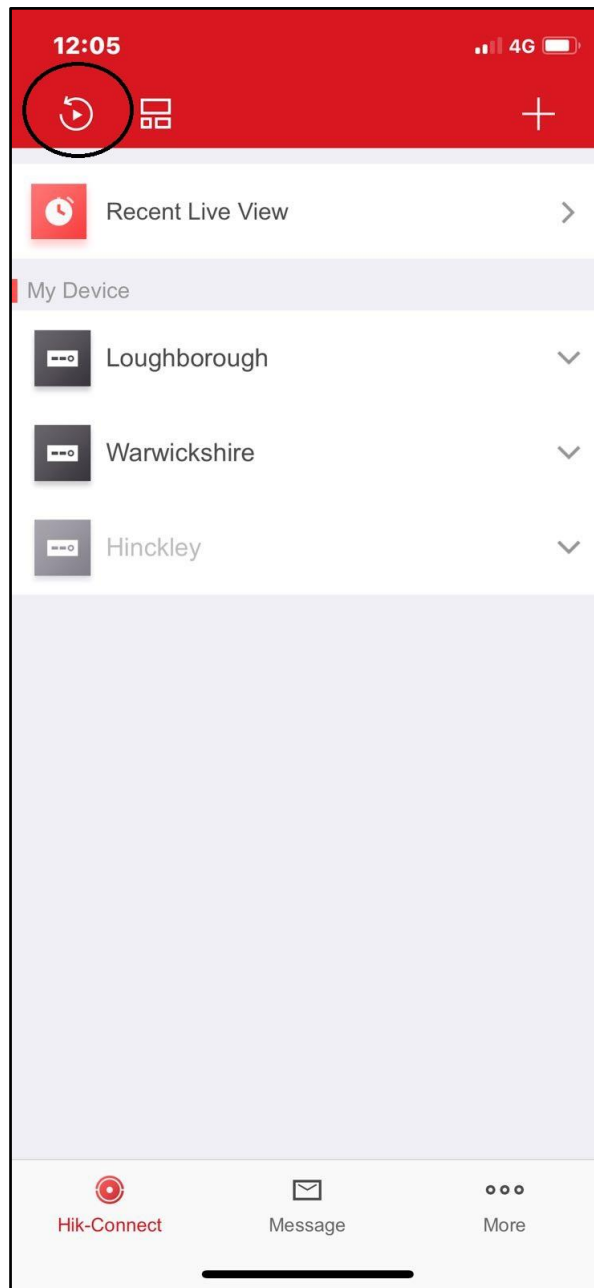 12:05
4G
Recent Live View
My Device
Loughborough
Warwickshire
Hinckley
Hik-Connect
Message
More